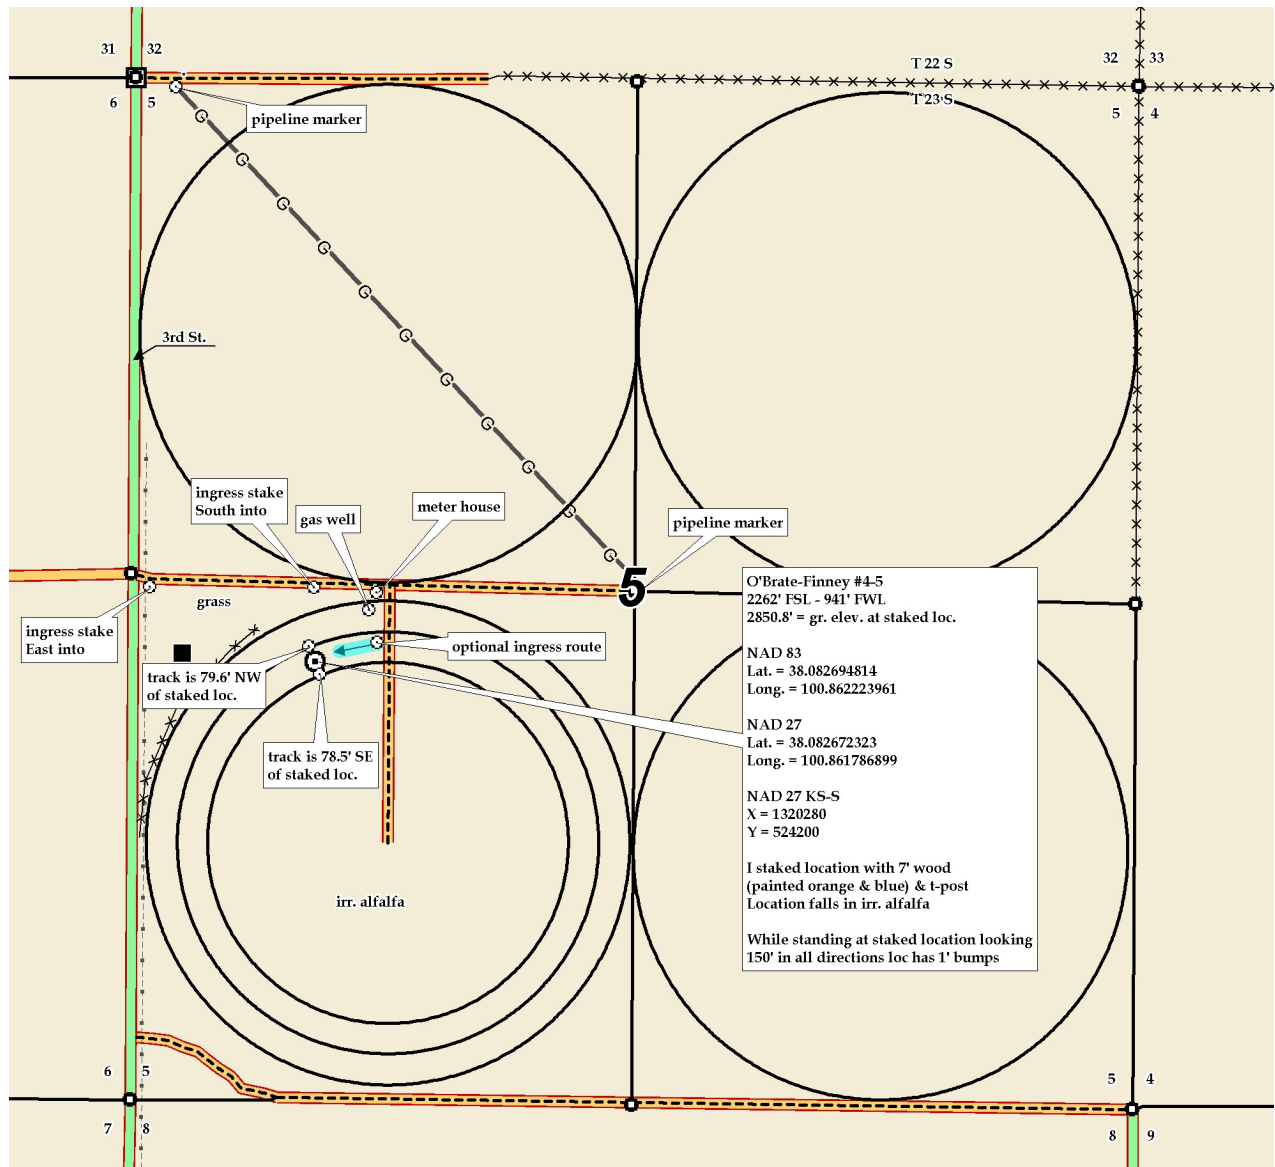 31 32
T 22 S
32 33
6 5
T 23 S
5 4
pipeline marker
3rd St.
ingress stake
South into
meter house
gas well
pipeline marker
5
grass
ingress stake
East into
optional ingress route
track is 79.6' NW
of staked loc.
track is 78.5' SE
of staked loc.
O'Brate-Finney #4-5
2262' FSL - 941' FWL
2850.8' = gr. elev. at staked loc.
NAD 83
Lat. = 38.082694814
Long. = 100.862223961
NAD 27
Lat. = 38.082672323
Long. = 100.861786899
NAD 27 KS-S
X = 1320280
Y = 524200
I staked location with 7' wood
(painted orange & blue) & t-post
Location falls in irr. alfalfa
While standing at staked location looking
150' in all directions loc has 1' bumps
irr. alfalfa
6 5
5 4
7 8
8 9